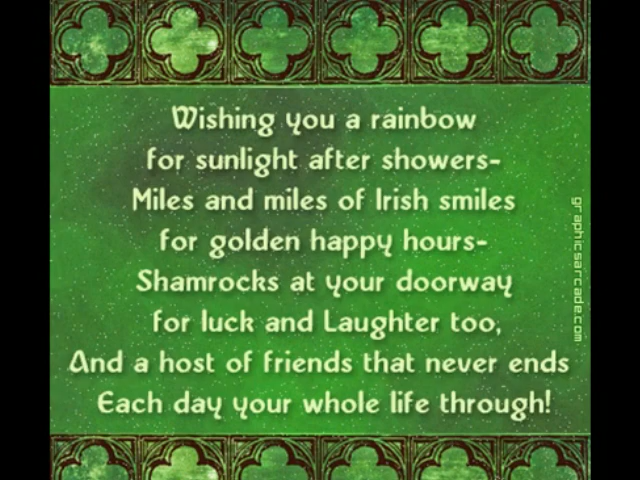 Wishing you a rainbow
for sunlight after showers-
Miles and miles of Irish smiles
for golden happy hours-
Shamrocks at your doorway
for luck and Laughter too,
And a host of friends that never ends
Each day your whole life through!
graphicsarcade.com